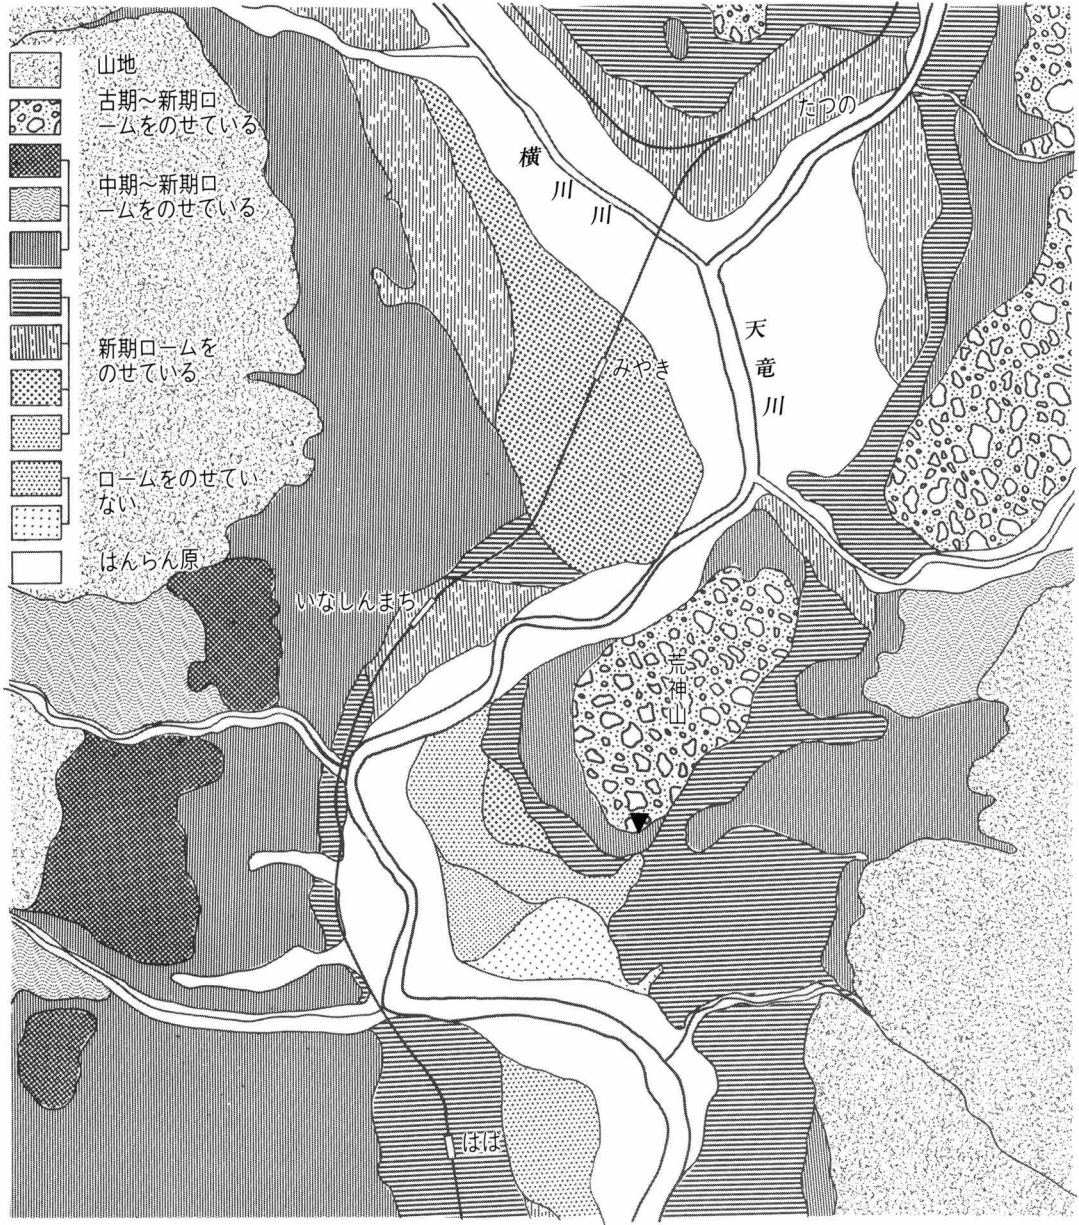 山地
古期～新期ロ
ームをのせている
中期～新期ロ
ームをのせている
新期ロームを
のせている
ロームをのせてい
ない
はんらん原
たつの
横川川
みやき
天竜川
いなしんまち
荒神山
はば